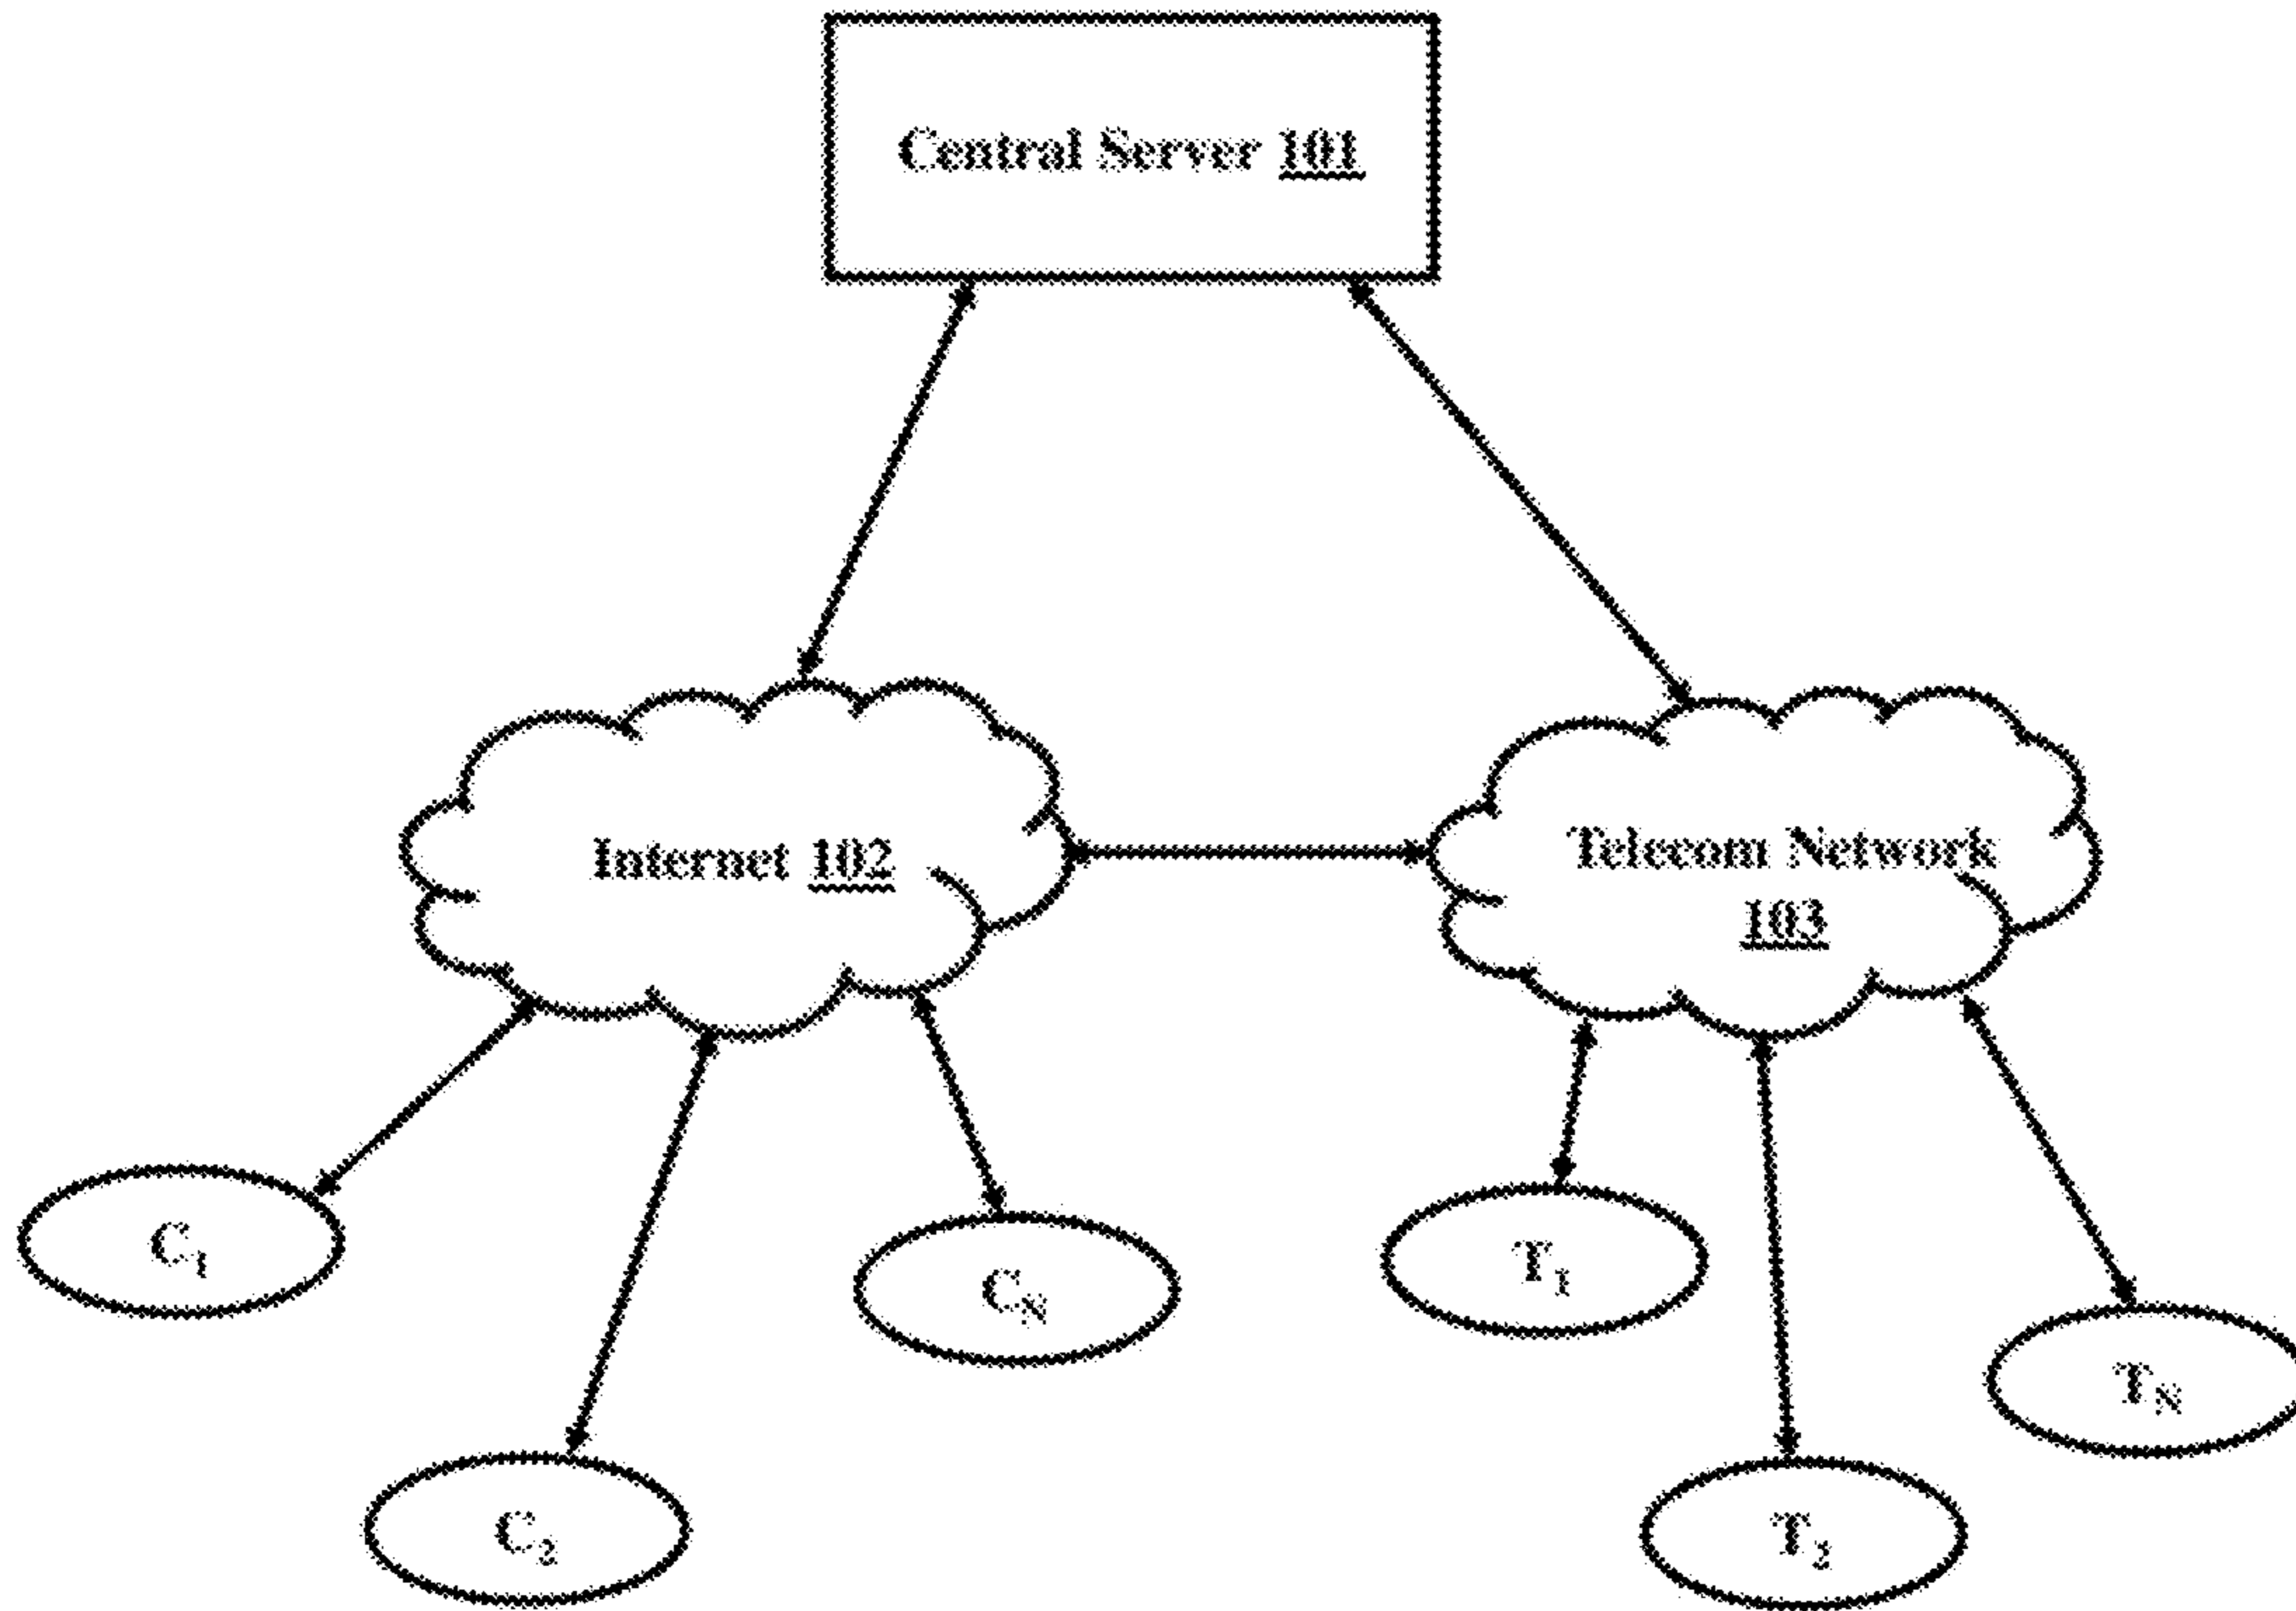 Central Server 101
Internet 102
Telecom Network
103
C1
CN
T1
TN
C2
T2